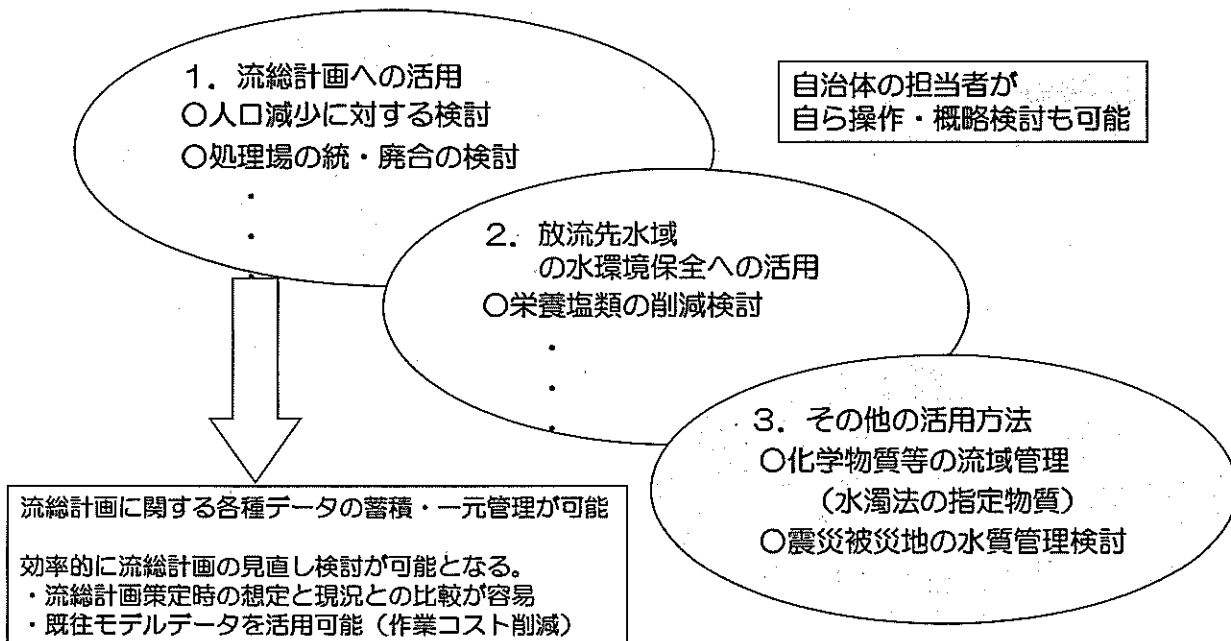 1．流総計画への活用
〇人口減少に対する検討
〇処理場の統・廃合の検討
・
・
・
自治体の担当者が
自ら操作・概略検討も可能
2．放流先水域
の水環境保全への活用
〇栄養塩類の削減検討
・
・
・
3．その他の活用方法
〇化学物質等の流域管理
（水濁法の指定物質）
〇震災被災地の水質管理検討
流総計画に関する各種データの蓄積・一元管理が可能
効率的に流総計画の見直し検討が可能となる。
・流総計画策定時の想定と現況との比較が容易
・既往モデルデータを活用可能（作業コスト削減）